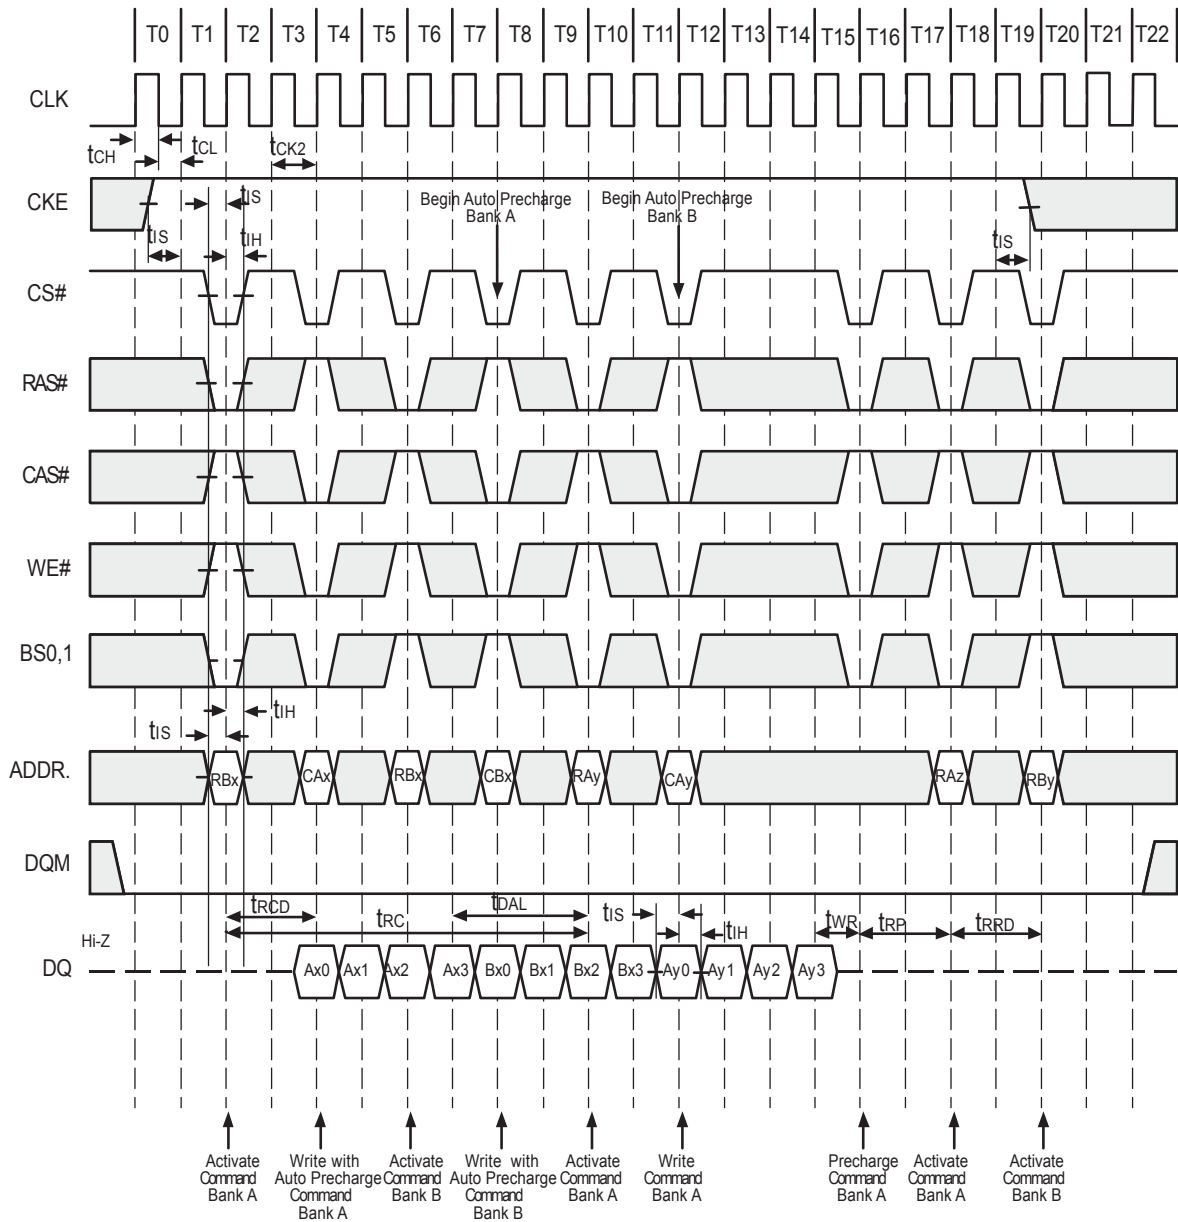 T0 T1 T2 T3 T4 T5 T6 T7 T8 T9 T10 T11 T12 T13 T14 T15 T16 T17 T18 T19 T20 T21 T22
CLK
tCH tCL tCK2
CKE
tIS
Begin Auto Precharge
Bank A
Begin Auto Precharge
Bank B
tIS tIH tIS
CS#
RAS#
CAS#
WE#
BS0,1
tIH
tIS
ADDR.
RBx CAx RBx CBx RAy CAy RAz RBy
DQM
tRCD tRC tDAL tIS tIH tWR tRP tRRD
Hi-Z
DQ
Ax0 Ax1 Ax2 Ax3 Bx0 Bx1 Bx2 Bx3 Ay0 Ay1 Ay2 Ay3
Activate
Command
Bank A
Write with
Auto Precharge
Command
Bank A
Activate
Command
Bank B
Write with
Auto Precharge
Command
Bank B
Activate
Command
Bank A
Write
Command
Bank A
Precharge
Command
Bank A
Activate
Command
Bank A
Activate
Command
Bank B